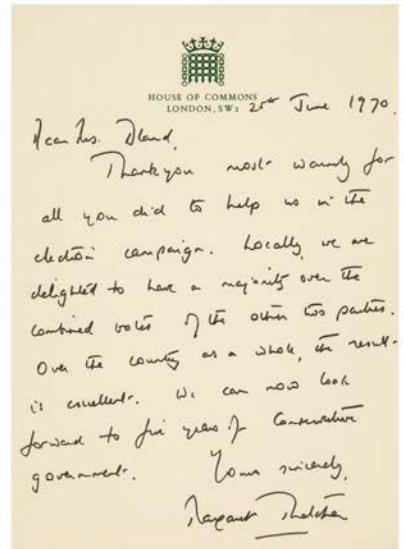 HOUSE OF COMMONS
LONDON, SW1 25th June 1970.
Dear Mrs.
Thank you most warmly for
all you did to help us in the
election campaign. Locally we are
delighted to have a majority over the
combined votes of the other two parties.
Over the country as a whole, the result
is excellent. We can now look
forward to five years of Conservative
government.
Yours sincerely,
Margaret Thatcher